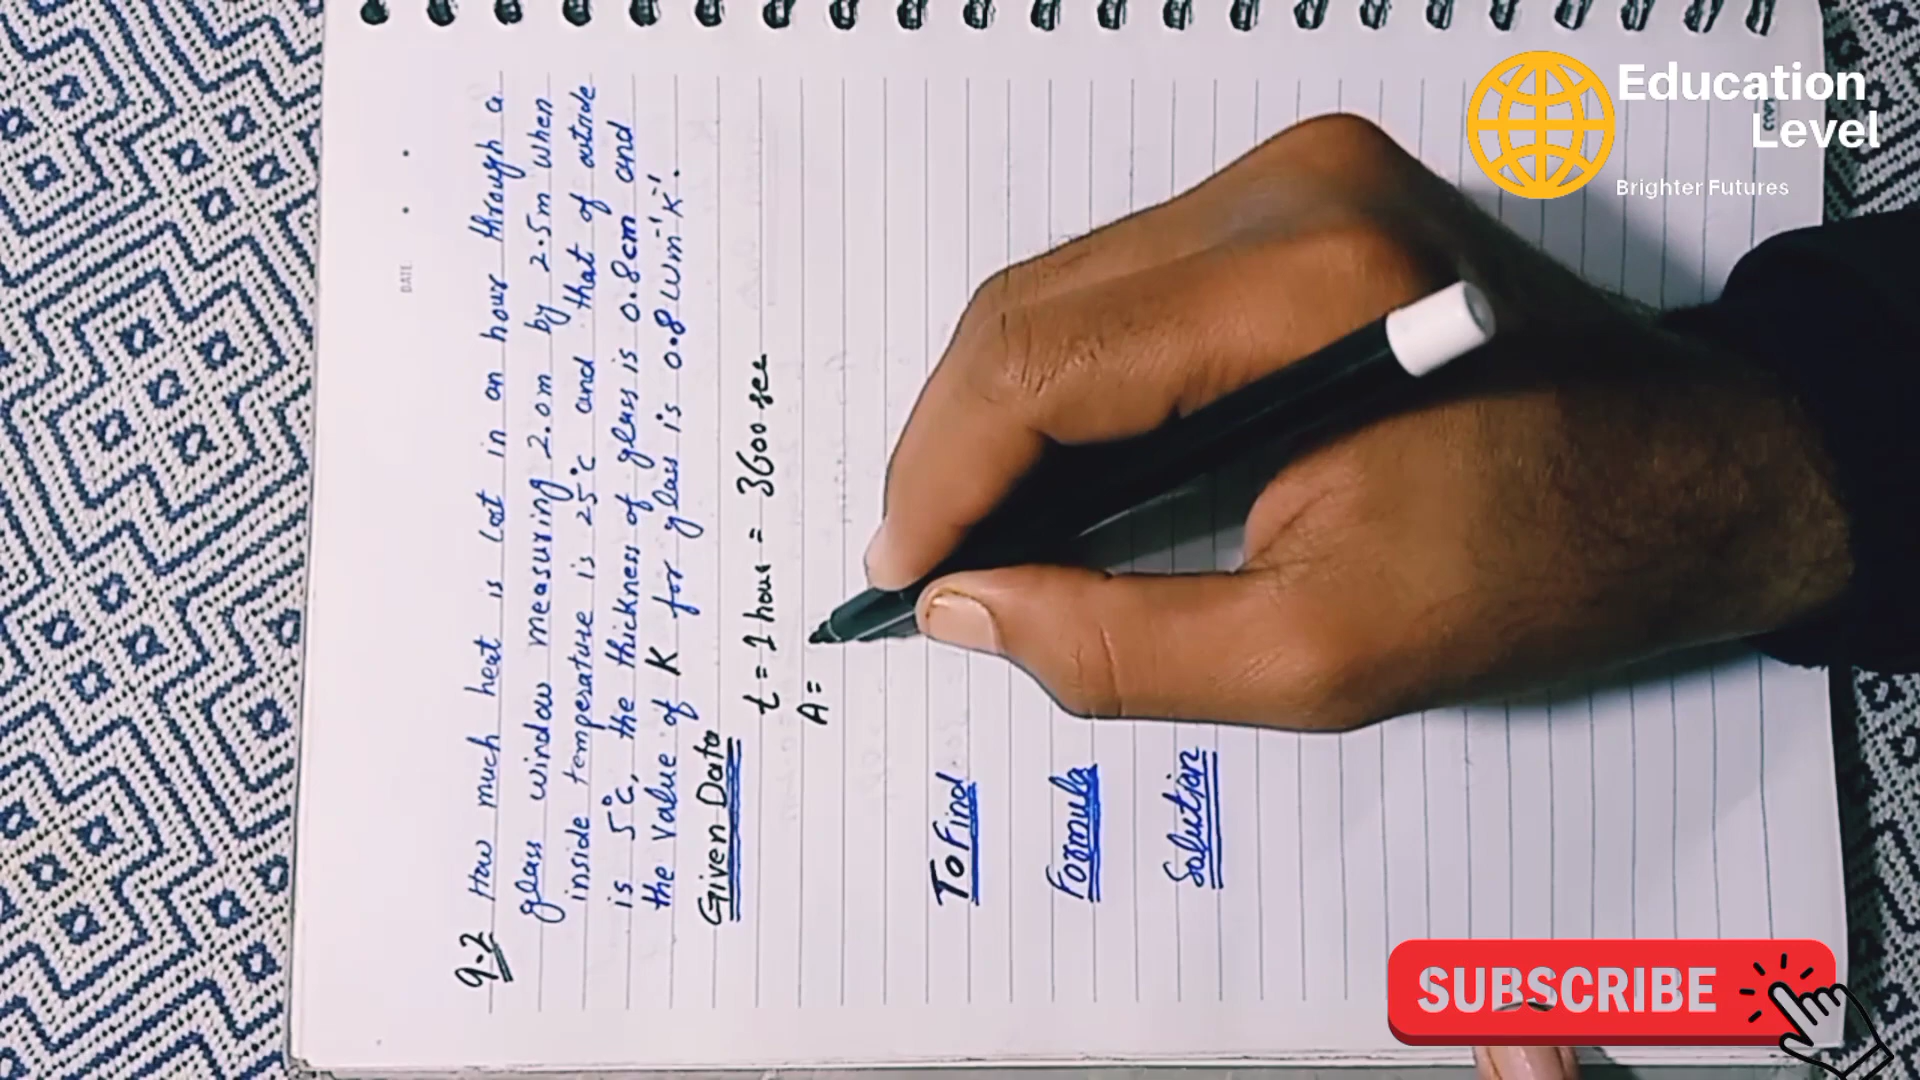 9.2 How much heat is lost in an hour through a
glass window measuring 2.0m by 2.5m when
inside temperature is 25°c and that of outside
is 5°c, the thickness of glass is 0.8cm and
the value of K for glass is 0.8 Wm⁻¹K⁻¹.
Given Data
t = 1 hour = 3600 sec
A =
To Find
Formula
Solution
DATE
Education
Level
Brighter Futures
SUBSCRIBE